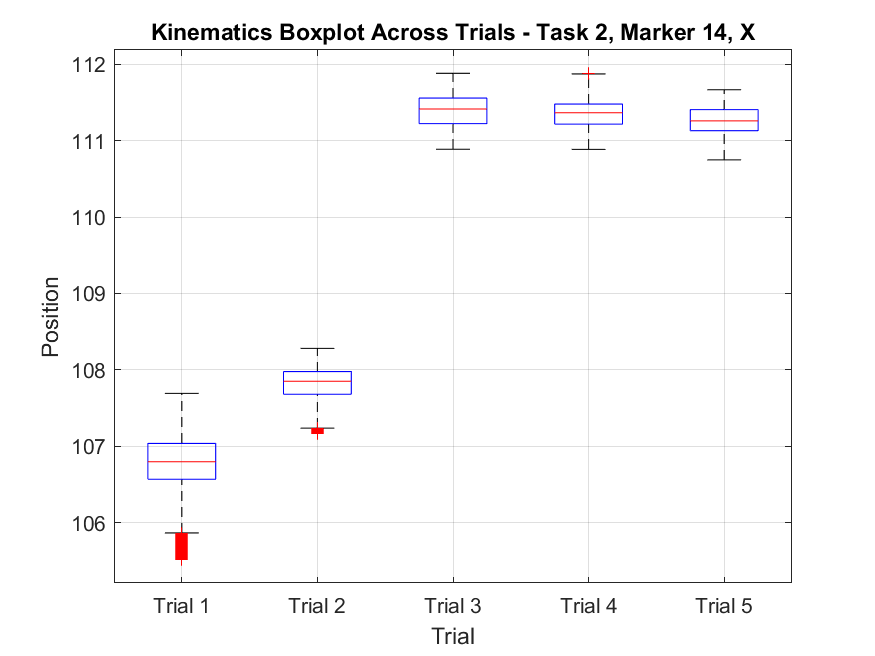 Kinematics Boxplot Across Trials - Task 2, Marker 14, X
112
111
110
109
108
107
106
Position
Trial 1 Trial 2 Trial 3 Trial 4 Trial 5
Trial